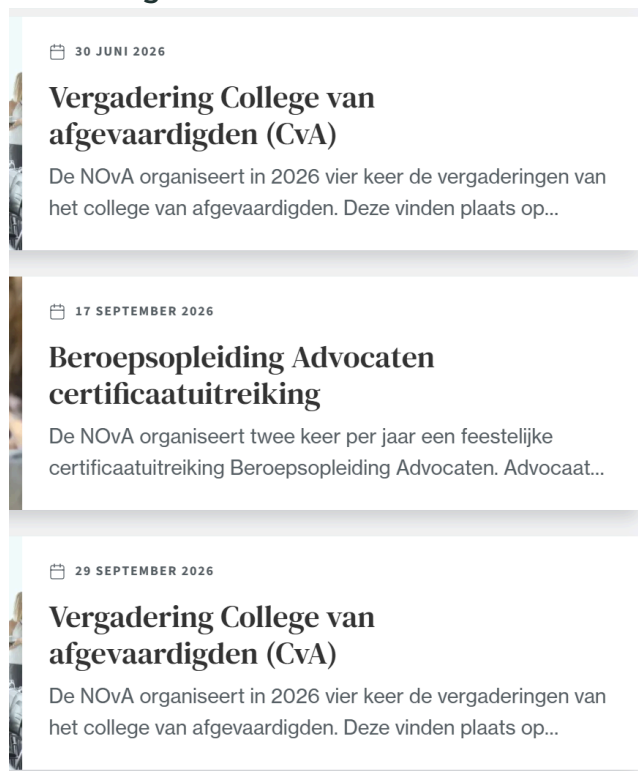 30 JUNI 2026
Vergadering College van
afgevaardigden (CvA)
De NOvA organiseert in 2026 vier keer de vergaderingen van
het college van afgevaardigden. Deze vinden plaats op...
17 SEPTEMBER 2026
Beroepsopleiding Advocaten
certificaatuitreiking
De NOvA organiseert twee keer per jaar een feestelijke
certificaatuitreiking Beroepsopleiding Advocaten. Advocaat...
29 SEPTEMBER 2026
Vergadering College van
afgevaardigden (CvA)
De NOvA organiseert in 2026 vier keer de vergaderingen van
het college van afgevaardigden. Deze vinden plaats op...